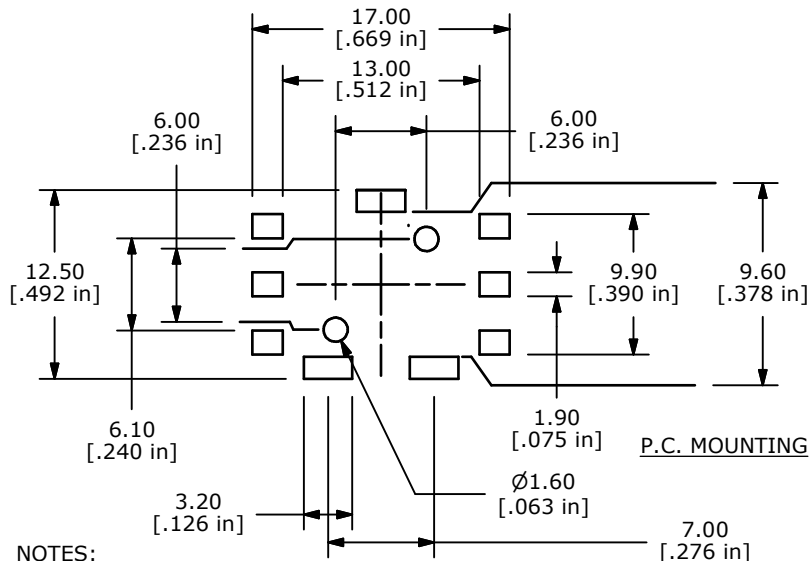 17.00
[.669 in]
13.00
[.512 in]
6.00
[.236 in]
6.00
[.236 in]
12.50
[.492 in]
9.90
[.390 in]
9.60
[.378 in]
6.10
[.240 in]
1.90
[.075 in]
P.C. MOUNTING
3.20
[.126 in]
Ø1.60
[.063 in]
7.00
[.276 in]
NOTES: